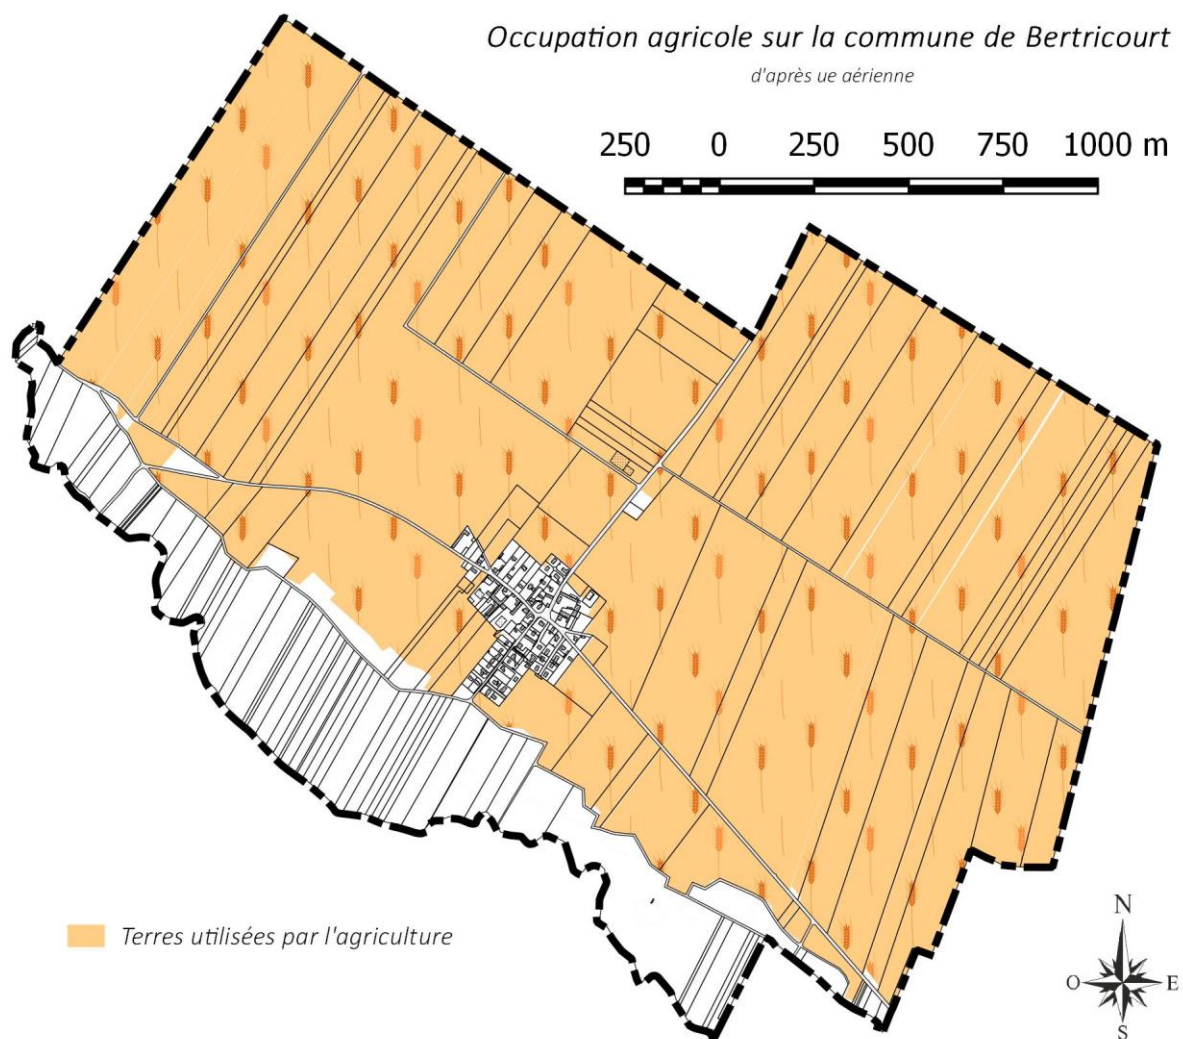 Occupation agricole sur la commune de Bertricourt
d'après ue aérienne
250 0 250 500 750 1000 m
Terres utilisées par l'agriculture
N
O E
S